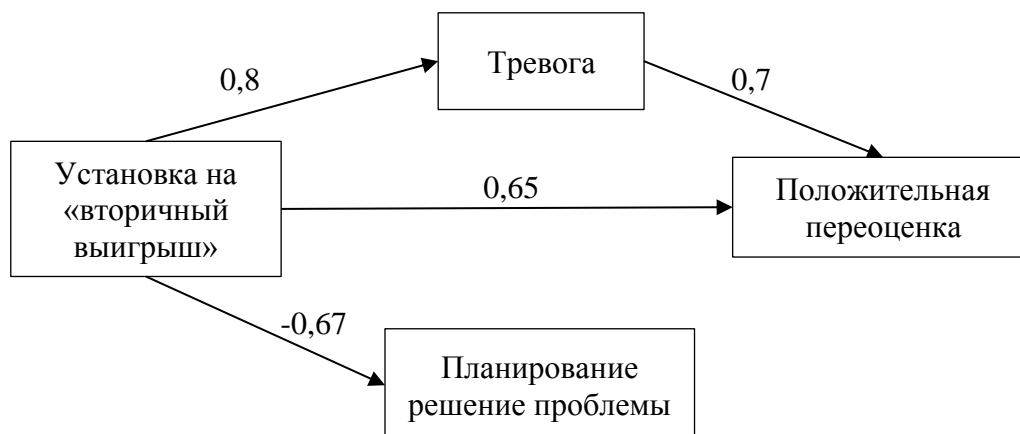 Тревога
0,8
0,7
Установка на
«вторичный
выигрыш»
0,65
Положительная
переоценка
-0,67
Планирование
решение проблемы